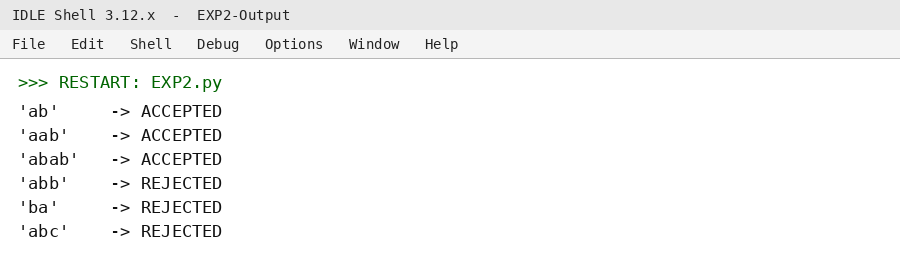 IDLE Shell 3.12.x  -  EXP2-Output
File   Edit   Shell   Debug   Options   Window   Help
>>> RESTART: EXP2.py
'ab'     -> ACCEPTED
'aab'    -> ACCEPTED
'abab'   -> ACCEPTED
'abb'    -> REJECTED
'ba'     -> REJECTED
'abc'    -> REJECTED